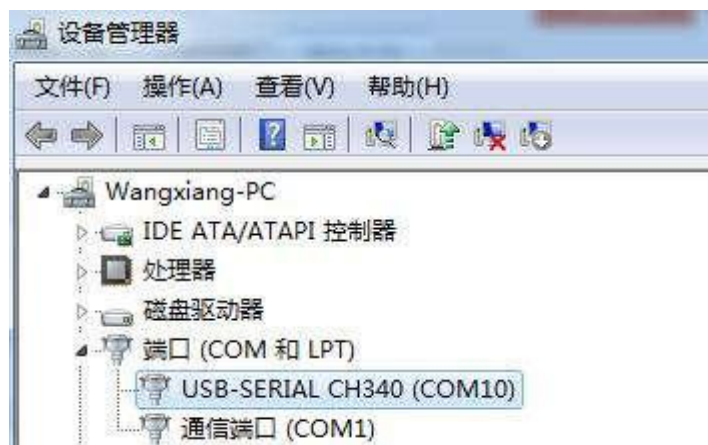 设备管理器
文件(F) 操作(A) 查看(V) 帮助(H)
Wangxiang-PC
IDE ATA/ATAPI 控制器
处理器
磁盘驱动器
端口 (COM 和 LPT)
USB-SERIAL CH340 (COM10)
通信端口 (COM1)